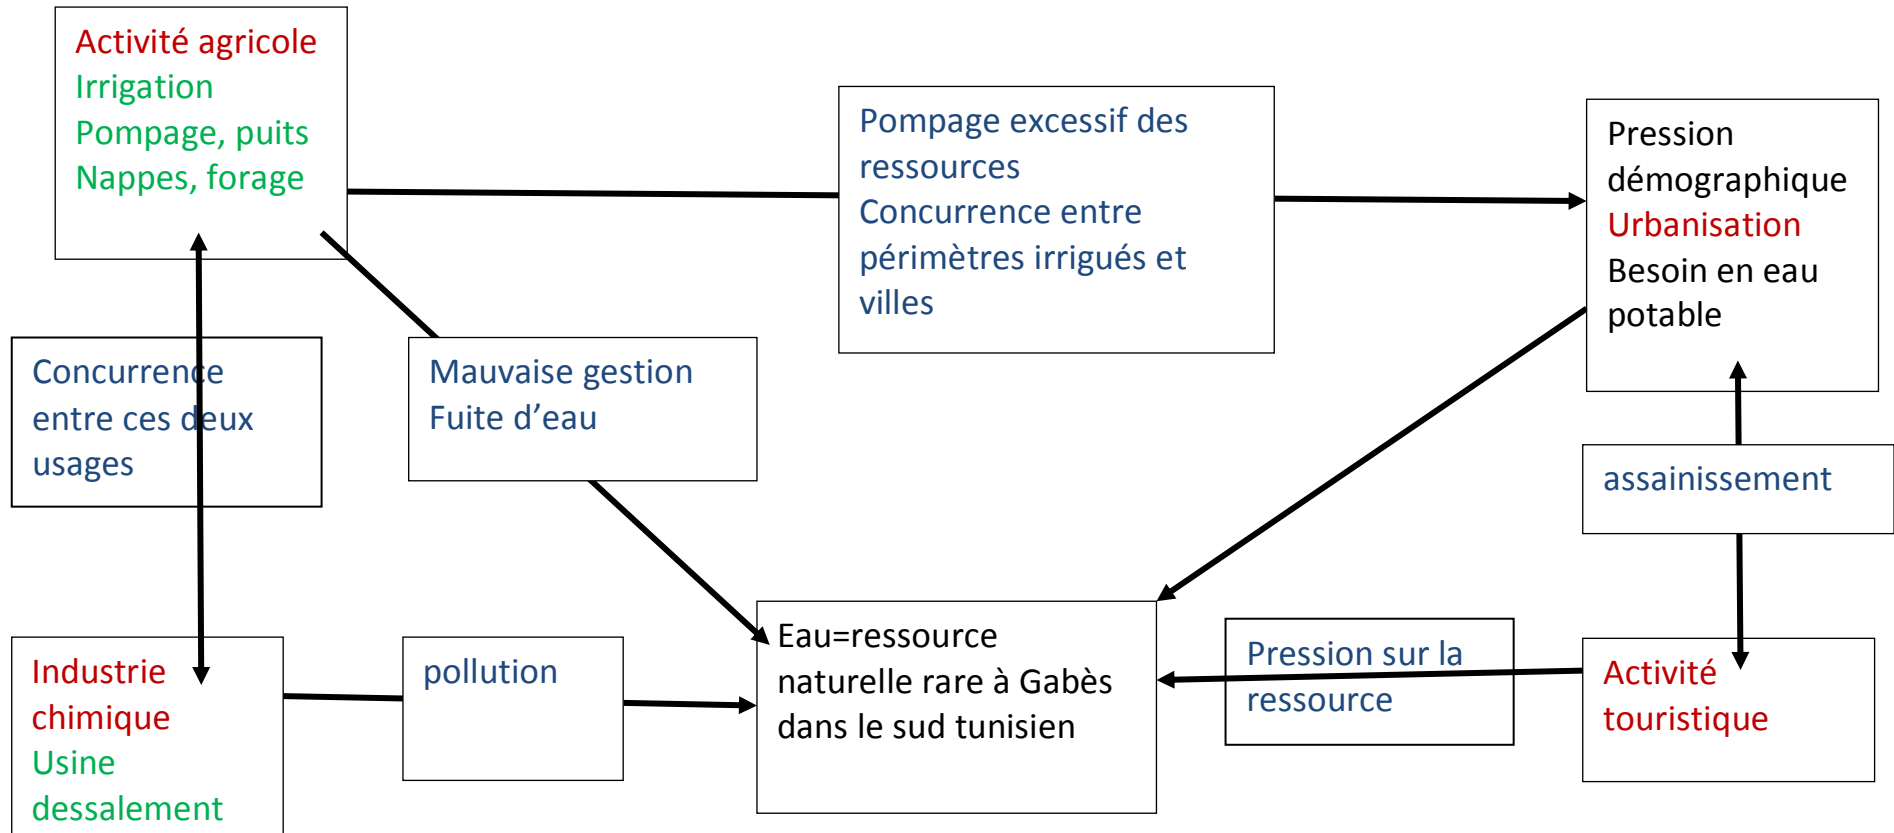 Activité agricole
Irrigation
Pompage, puits
Nappes, forage
Pompage excessif des
ressources
Concurrence entre
périmètres irrigués et
villes
Pression
démographique
Urbanisation
Besoin en eau
potable
Concurrence
entre ces deux
usages
Mauvaise gestion
Fuite d’eau
assainissement
Industrie
chimique
Usine
dessalement
pollution
Eau=ressource
naturelle rare à Gabès
dans le sud tunisien
Pression sur la
ressource
Activité
touristique